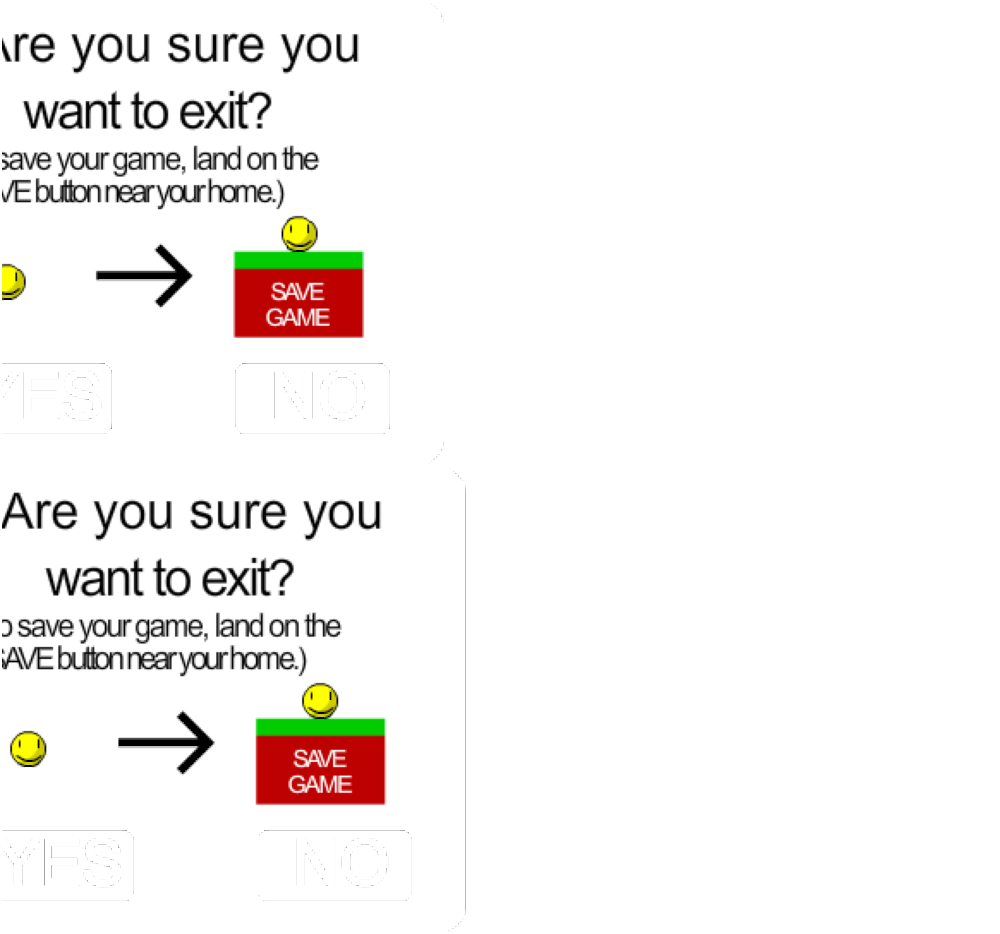 Are you sure you
want to exit?
save your game, land on the
VE button near your home.)
SAVE
GAME
YES NO
Are you sure you
want to exit?
o save your game, land on the
SAVE button near your home.)
SAVE
GAME
YES NO